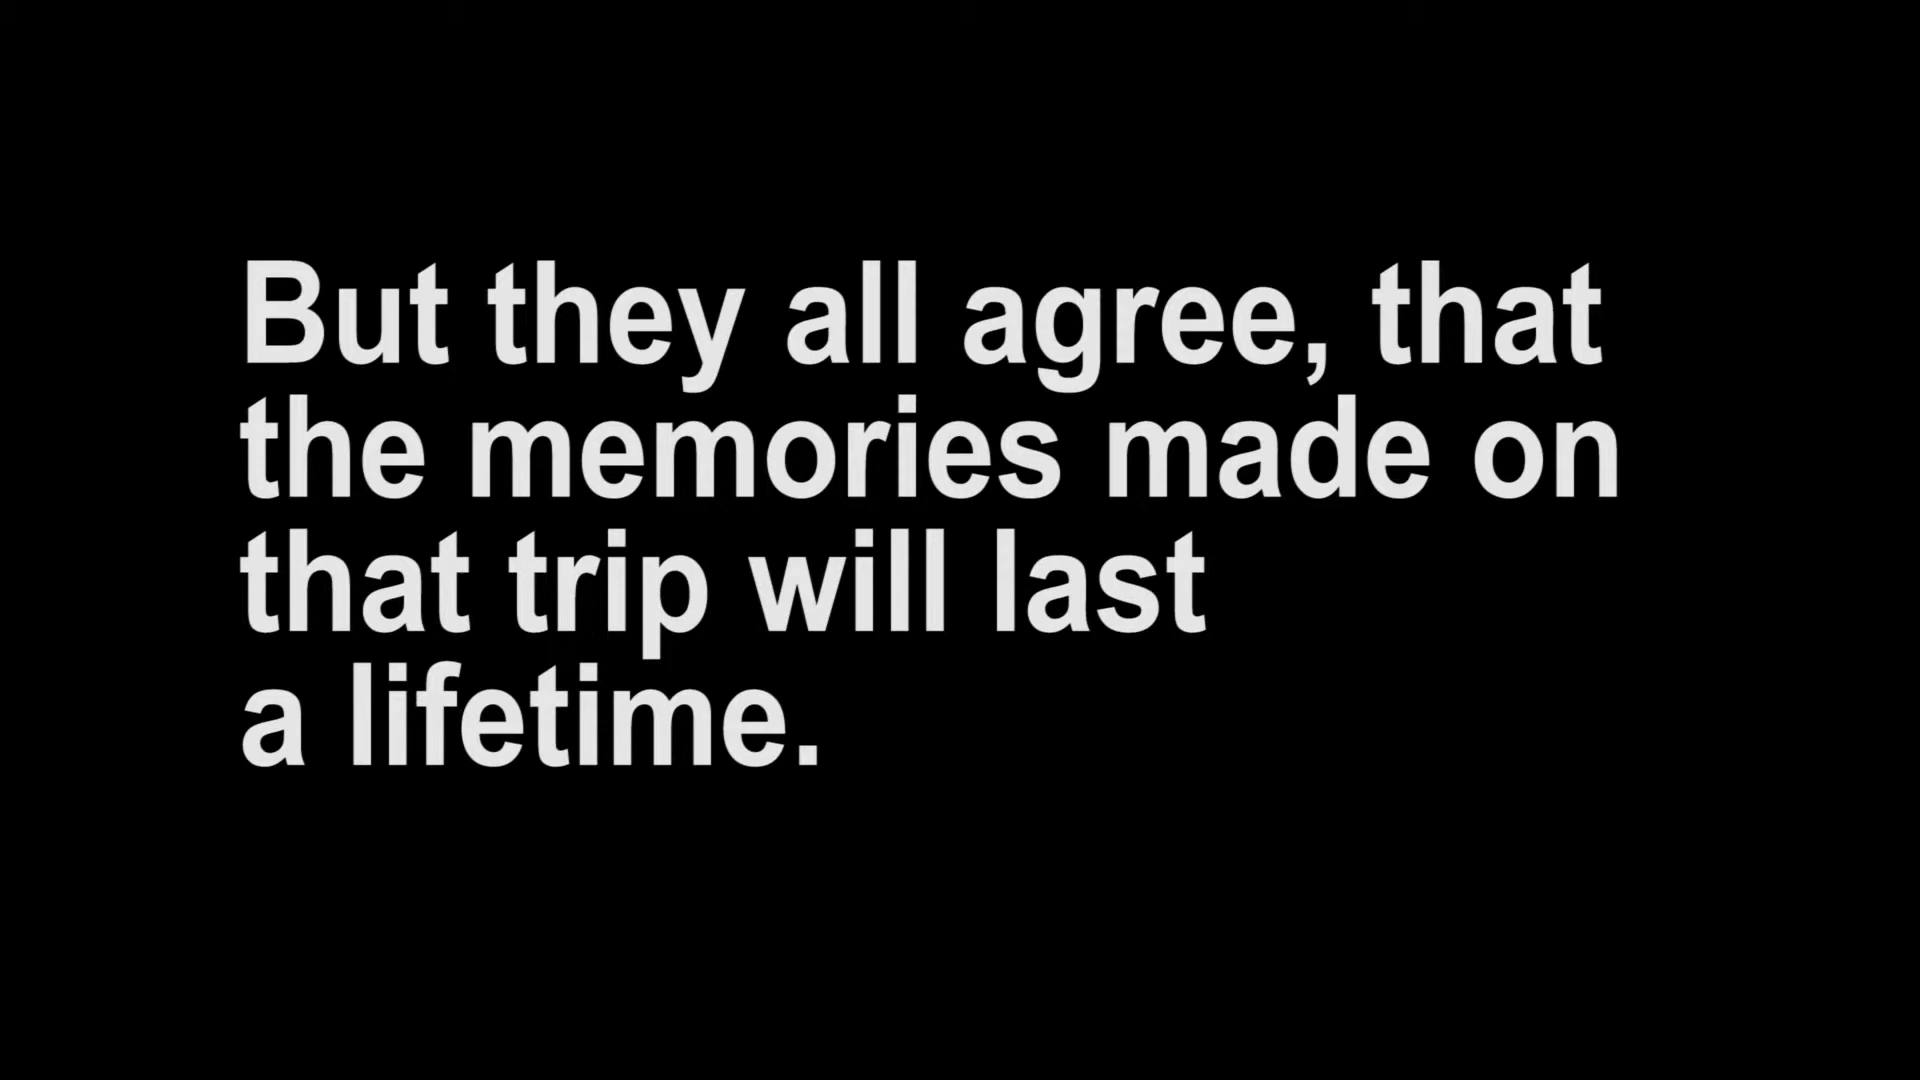 But they all agree, that
the memories made on
that trip will last
a lifetime.